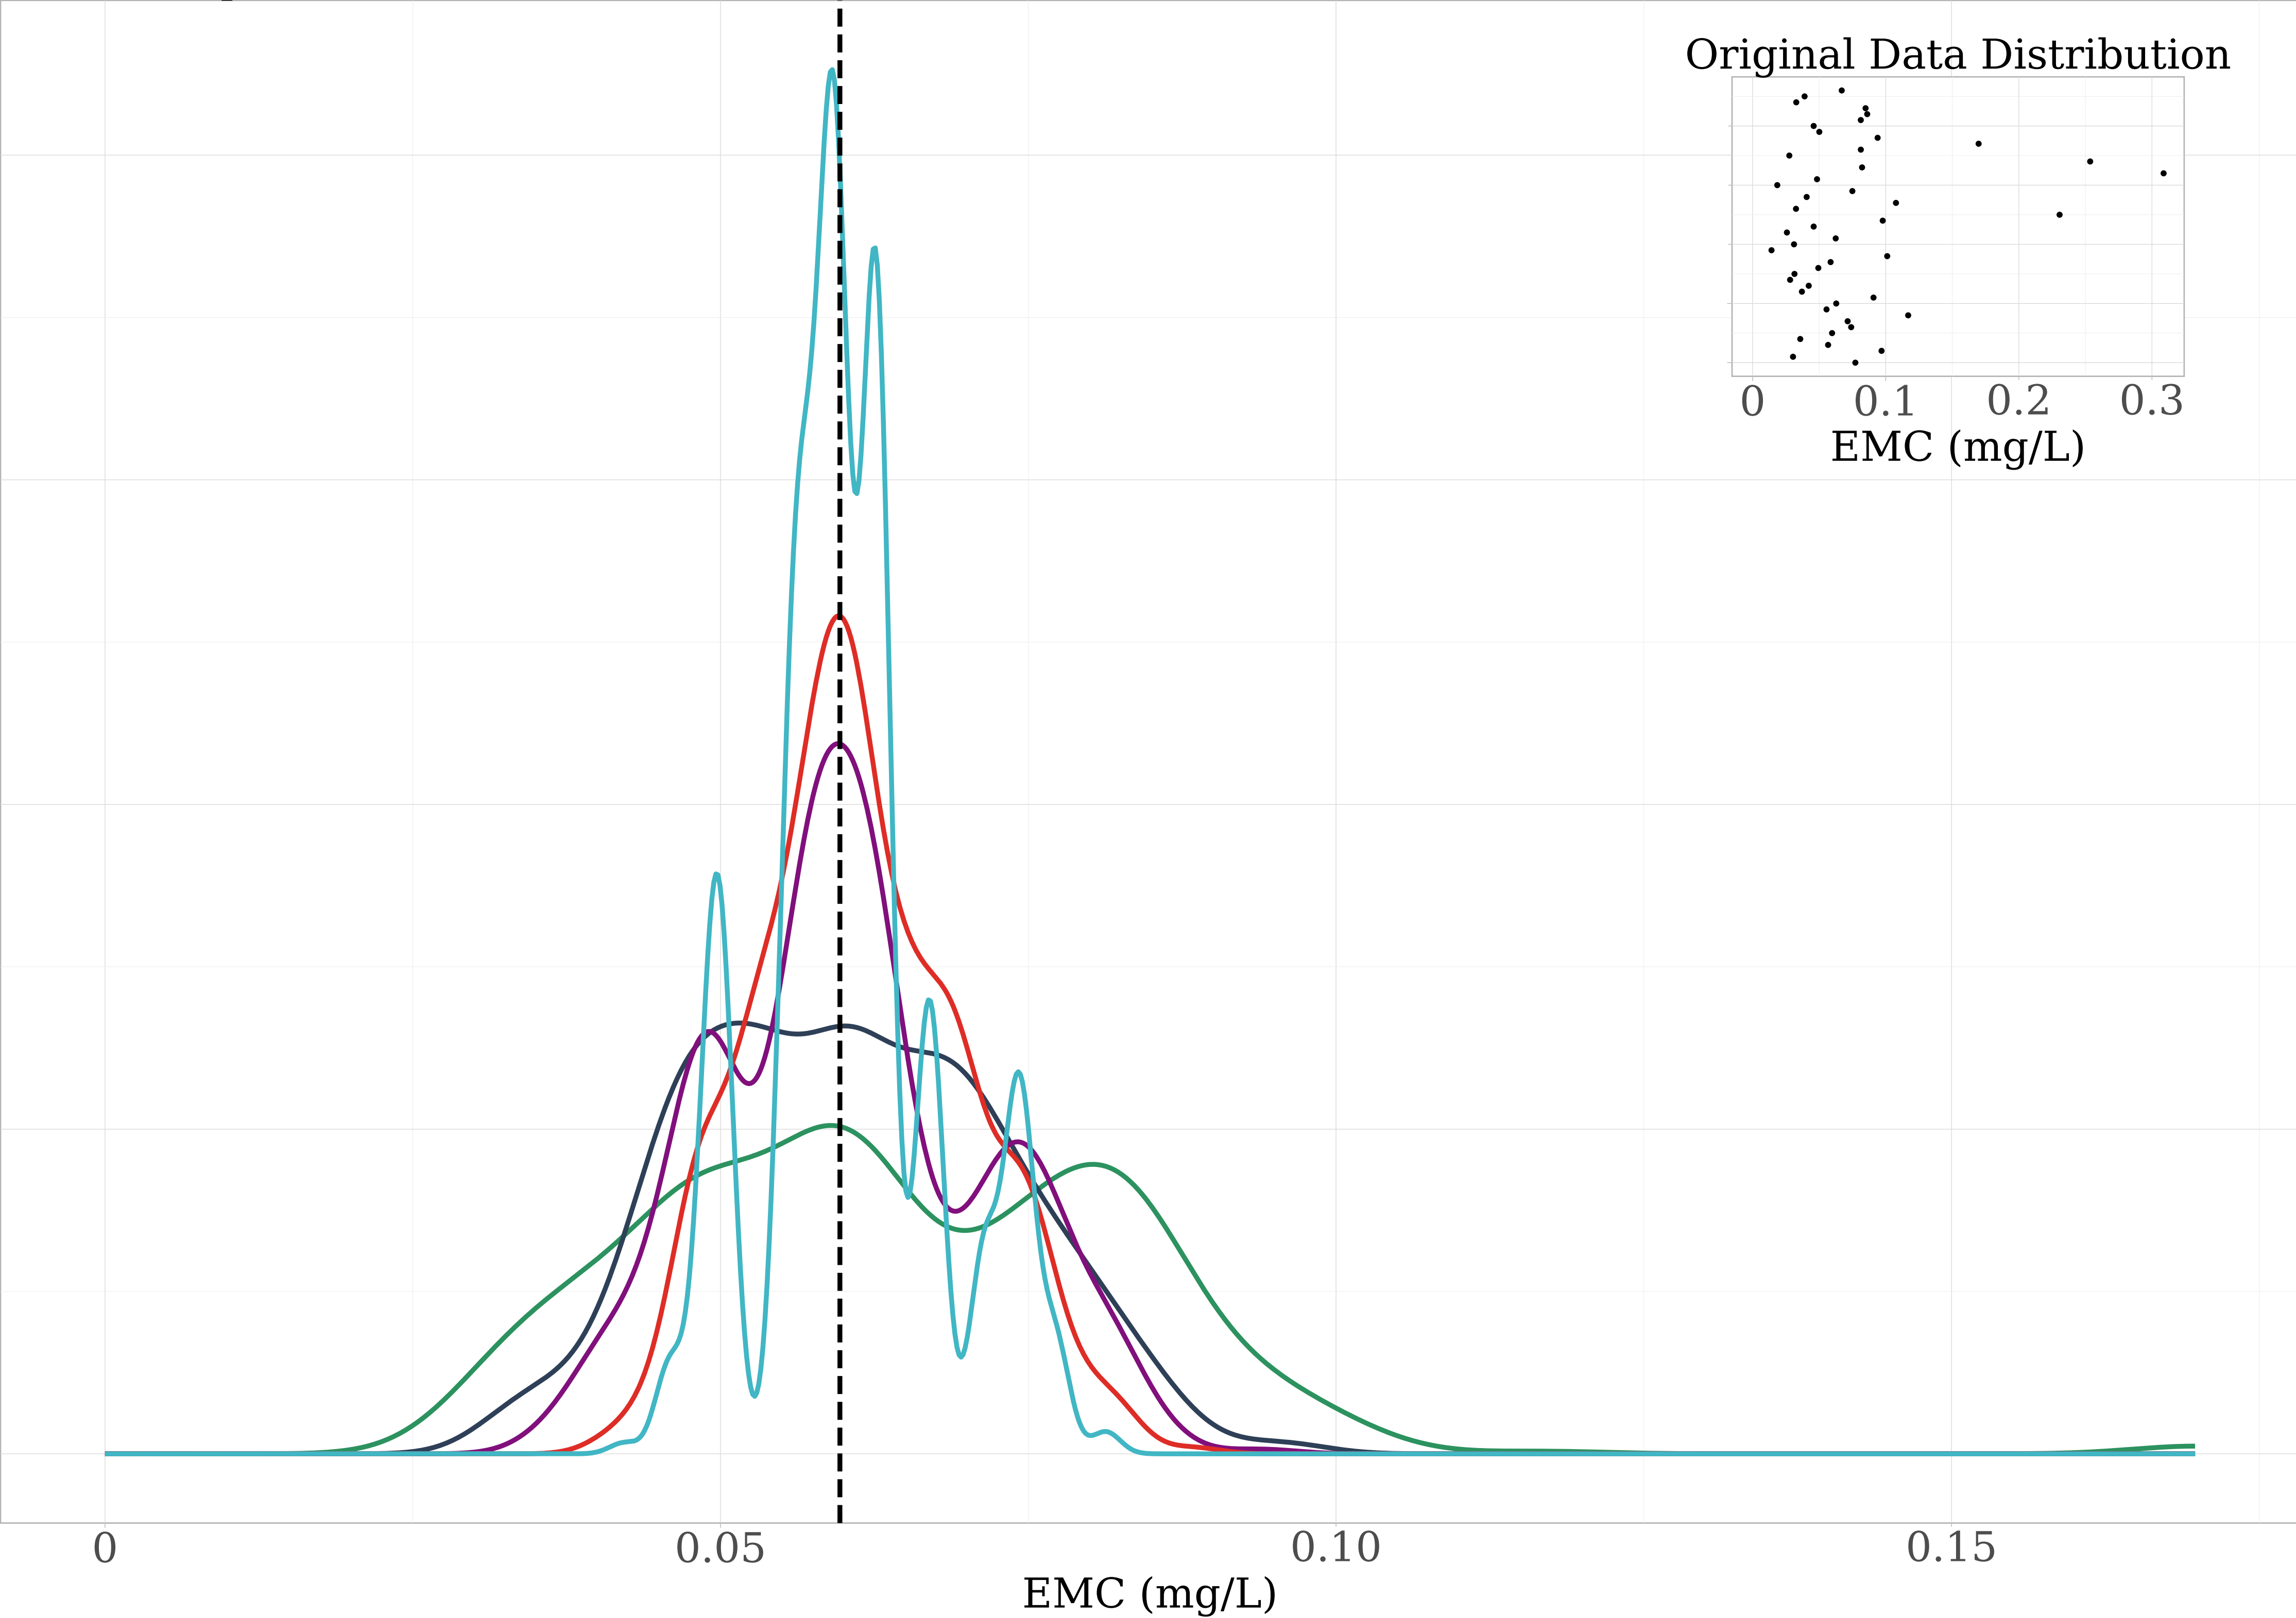 Original Data Distribution
0 0.1 0.2 0.3
EMC (mg/L)
0 0.05 0.10 0.15
EMC (mg/L)